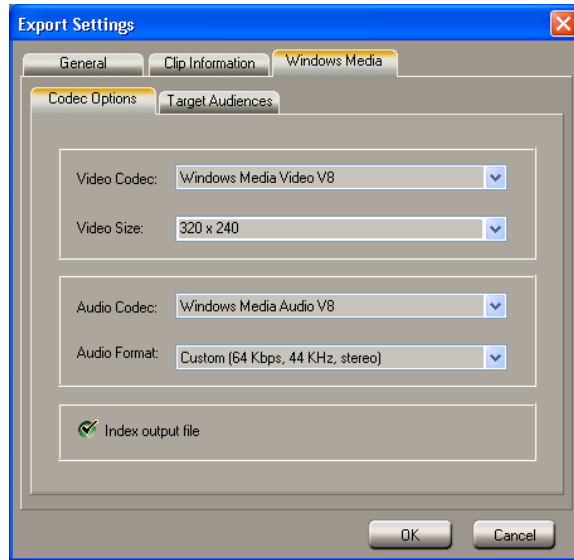 Export Settings
General
Clip Information
Windows Media
Codec Options
Target Audiences
Video Codec:
Windows Media Video V8
Video Size:
320 x 240
Audio Codec:
Windows Media Audio V8
Audio Format:
Custom (64 Kbps, 44 KHz, stereo)
Index output file
OK
Cancel